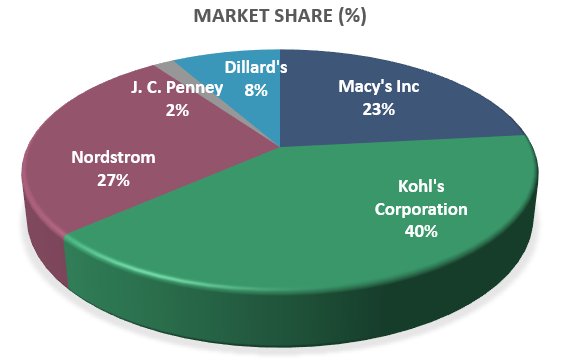 MARKET SHARE (%)
Dillard's
8%
J. C. Penney
2%
Macy's Inc
23%
Nordstrom
27%
Kohl's
Corporation
40%